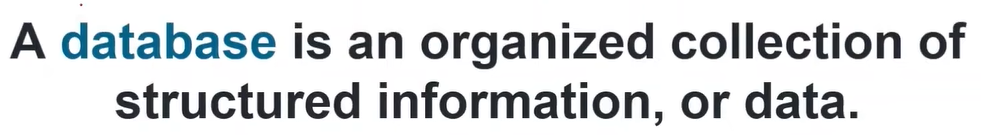 A database is an organized collection of
structured information, or data.